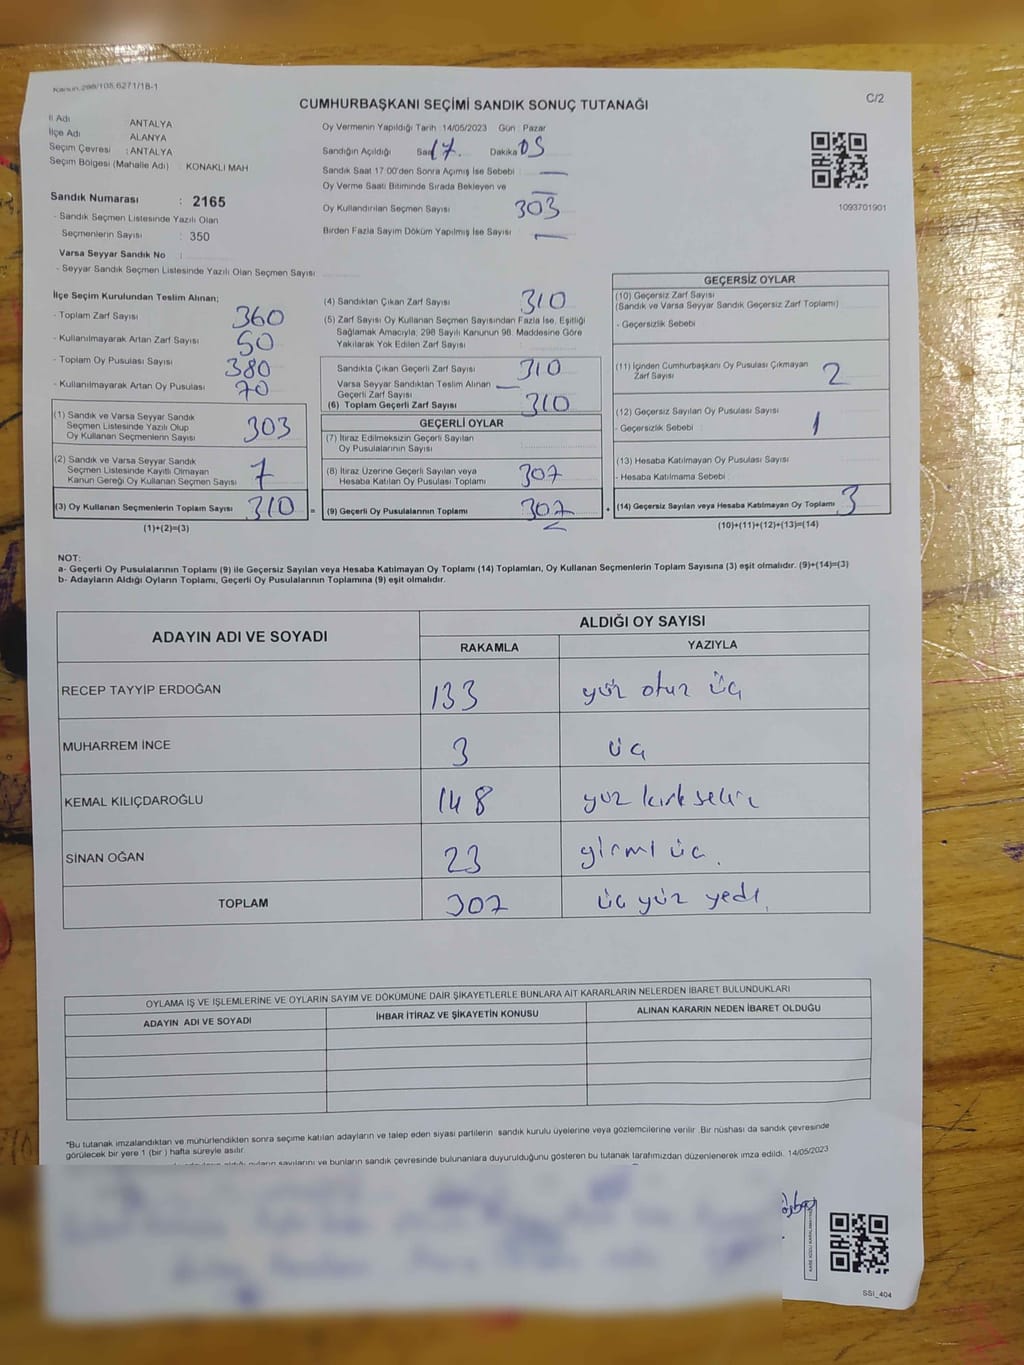 Kanun:298/105,6271/18-1
CUMHURBAŞKANI SEÇİMİ SANDIK SONUÇ TUTANAĞI
C/2
İl Adı ANTALYA
İlçe Adı ALANYA
Seçim Çevresi : ANTALYA
Seçim Bölgesi (Mahalle Adı) : KONAKLI MAH
Sandık Numarası : 2165
- Sandık Seçmen Listesinde Yazılı Olan
Seçmenlerin Sayısı : 350
Varsa Seyyar Sandık No :
- Seyyar Sandık Seçmen Listesinde Yazılı Olan Seçmen Sayısı:
Oy Vermenin Yapıldığı Tarih 14/05/2023 Gün : Pazar
Sandığın Açıldığı Saat 17. Dakika 05
Sandık Saat 17:00'den Sonra Açımış İse Sebebi : —
Oy Verme Saati Bitiminde Sırada Bekleyen ve —
Oy Kullandırılan Seçmen Sayısı 303
Birden Fazla Sayım Döküm Yapılmış İse Sayısı —
1093701901
İlçe Seçim Kurulundan Teslim Alınan;
- Toplam Zarf Sayısı 360
- Kullanılmayarak Artan Zarf Sayısı 50
- Toplam Oy Pusulası Sayısı 380
- Kullanılmayarak Artan Oy Pusulası 70
(1) Sandık ve Varsa Seyyar Sandık
Seçmen Listesinde Yazılı Olup
Oy Kullanan Seçmenlerin Sayısı 303
(2) Sandık ve Varsa Seyyar Sandık
Seçmen Listesinde Kayıtlı Olmayan
Kanun Gereği Oy Kullanan Seçmen Sayısı 7
(3) Oy Kullanan Seçmenlerin Toplam Sayısı 310 =
(1)+(2)=(3)
(4) Sandıktan Çıkan Zarf Sayısı 310
(5) Zarf Sayısı Oy Kullanan Seçmen Sayısından Fazla İse, Eşitliği
Sağlamak Amacıyla; 298 Sayılı Kanunun 98. Maddesine Göre
Yakılarak Yok Edilen Zarf Sayısı :
Sandıkta Çıkan Geçerli Zarf Sayısı 310
Varsa Seyyar Sandıktan Teslim Alınan —
Geçerli Zarf Sayısı
(6) Toplam Geçerli Zarf Sayısı 310
GEÇERLİ OYLAR
(7) İtiraz Edilmeksizin Geçerli Sayılan
Oy Pusulalarının Sayısı
(8) İtiraz Üzerine Geçerli Sayılan veya
Hesaba Katılan Oy Pusulası Toplamı 307
(9) Geçerli Oy Pusulalarının Toplamı 307 +
GEÇERSİZ OYLAR
(10) Geçersiz Zarf Sayısı
(Sandık ve Varsa Seyyar Sandık Geçersiz Zarf Toplamı)
- Geçersizlik Sebebi
(11) İçinden Cumhurbaşkanı Oy Pusulası Çıkmayan
Zarf Sayısı 2
(12) Geçersiz Sayılan Oy Pusulası Sayısı
- Geçersizlik Sebebi : 1
(13) Hesaba Katılmayan Oy Pusulası Sayısı
- Hesaba Katılmama Sebebi
(14) Geçersiz Sayılan veya Hesaba Katılmayan Oy Toplamı 3
(10)+(11)+(12)+(13)=(14)
NOT:
a- Geçerli Oy Pusulalarının Toplamı (9) ile Geçersiz Sayılan veya Hesaba Katılmayan Oy Toplamı (14) Toplamları, Oy Kullanan Seçmenlerin Toplam Sayısına (3) eşit olmalıdır. (9)+(14)=(3)
b- Adayların Aldığı Oyların Toplamı, Geçerli Oy Pusulalarının Toplamına (9) eşit olmalıdır.
ADAYIN ADI VE SOYADI ALDIĞI OY SAYISI
RAKAMLA YAZIYLA
RECEP TAYYİP ERDOĞAN 133 yüz otuz üç
MUHARREM İNCE 3 üç
KEMAL KILIÇDAROĞLU 148 yüz kırk sekiz
SİNAN OĞAN 23 yirmi üç.
TOPLAM 307 üç yüz yedi
OYLAMA İŞ VE İŞLEMLERİNE VE OYLARIN SAYIM VE DÖKÜMÜNE DAİR ŞİKAYETLERLE BUNLARA AİT KARARLARIN NELERDEN İBARET BULUNDUKLARI
ADAYIN ADI VE SOYADI İHBAR İTİRAZ VE ŞİKAYETİN KONUSU ALINAN KARARIN NEDEN İBARET OLDUĞU
*Bu tutanak imzalandıktan ve mühürlendikten sonra seçime katılan adayların ve talep eden siyasi partilerin sandık kurulu üyelerine veya gözlemcilerine verilir .Bir nüshası da sandık çevresinde
görülecek bir yere 1 (bir ) hafta süreyle asılır.
sayılarını ve bunların sandık çevresinde bulunanlara duyurulduğunu gösteren bu tutanak tarafımızdan düzenlenerek imza edildi. 14/05/2023
SSI_404